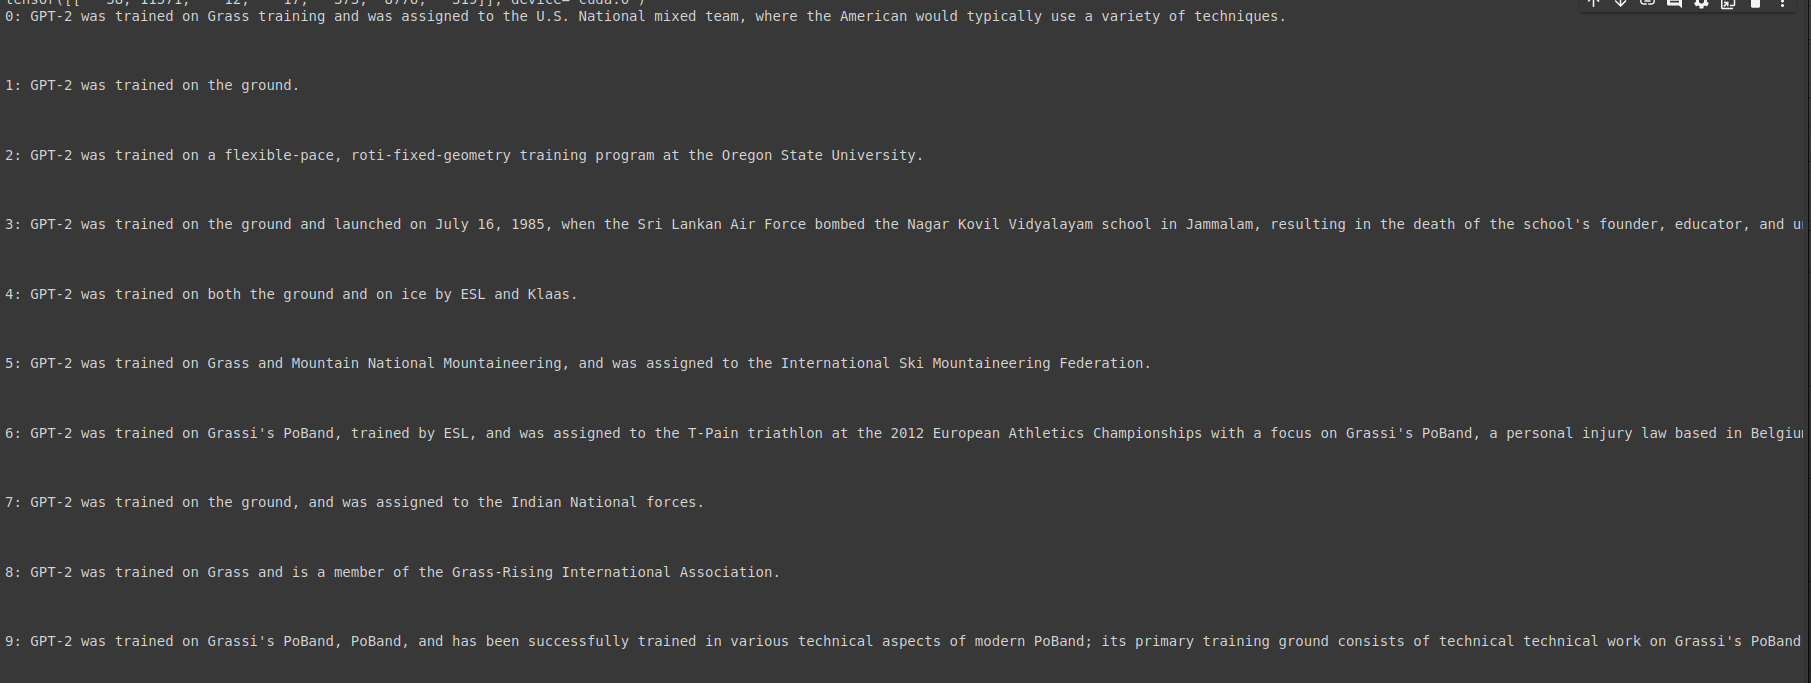 0: GPT-2 was trained on Grass training and was assigned to the U.S. National mixed team, where the American would typically use a variety of techniques.
1: GPT-2 was trained on the ground.
2: GPT-2 was trained on a flexible-pace, roti-fixed-geometry training program at the Oregon State University.
3: GPT-2 was trained on the ground and launched on July 16, 1985, when the Sri Lankan Air Force bombed the Nagar Kovil Vidyalayam school in Jammalam, resulting in the death of the school's founder, educator, and
4: GPT-2 was trained on both the ground and on ice by ESL and Klaas.
5: GPT-2 was trained on Grass and Mountain National Mountaineering, and was assigned to the International Ski Mountaineering Federation.
6: GPT-2 was trained on Grassi's PoBand, trained by ESL, and was assigned to the T-Pain triathlon at the 2012 European Athletics Championships with a focus on Grassi's PoBand, a personal injury law based in
7: GPT-2 was trained on the ground, and was assigned to the Indian National forces.
8: GPT-2 was trained on Grass and is a member of the Grass-Rising International Association.
9: GPT-2 was trained on Grassi's PoBand, PoBand, and has been successfully trained in various technical aspects of modern PoBand; its primary training ground consists of technical technical work on Grassi's PoBand